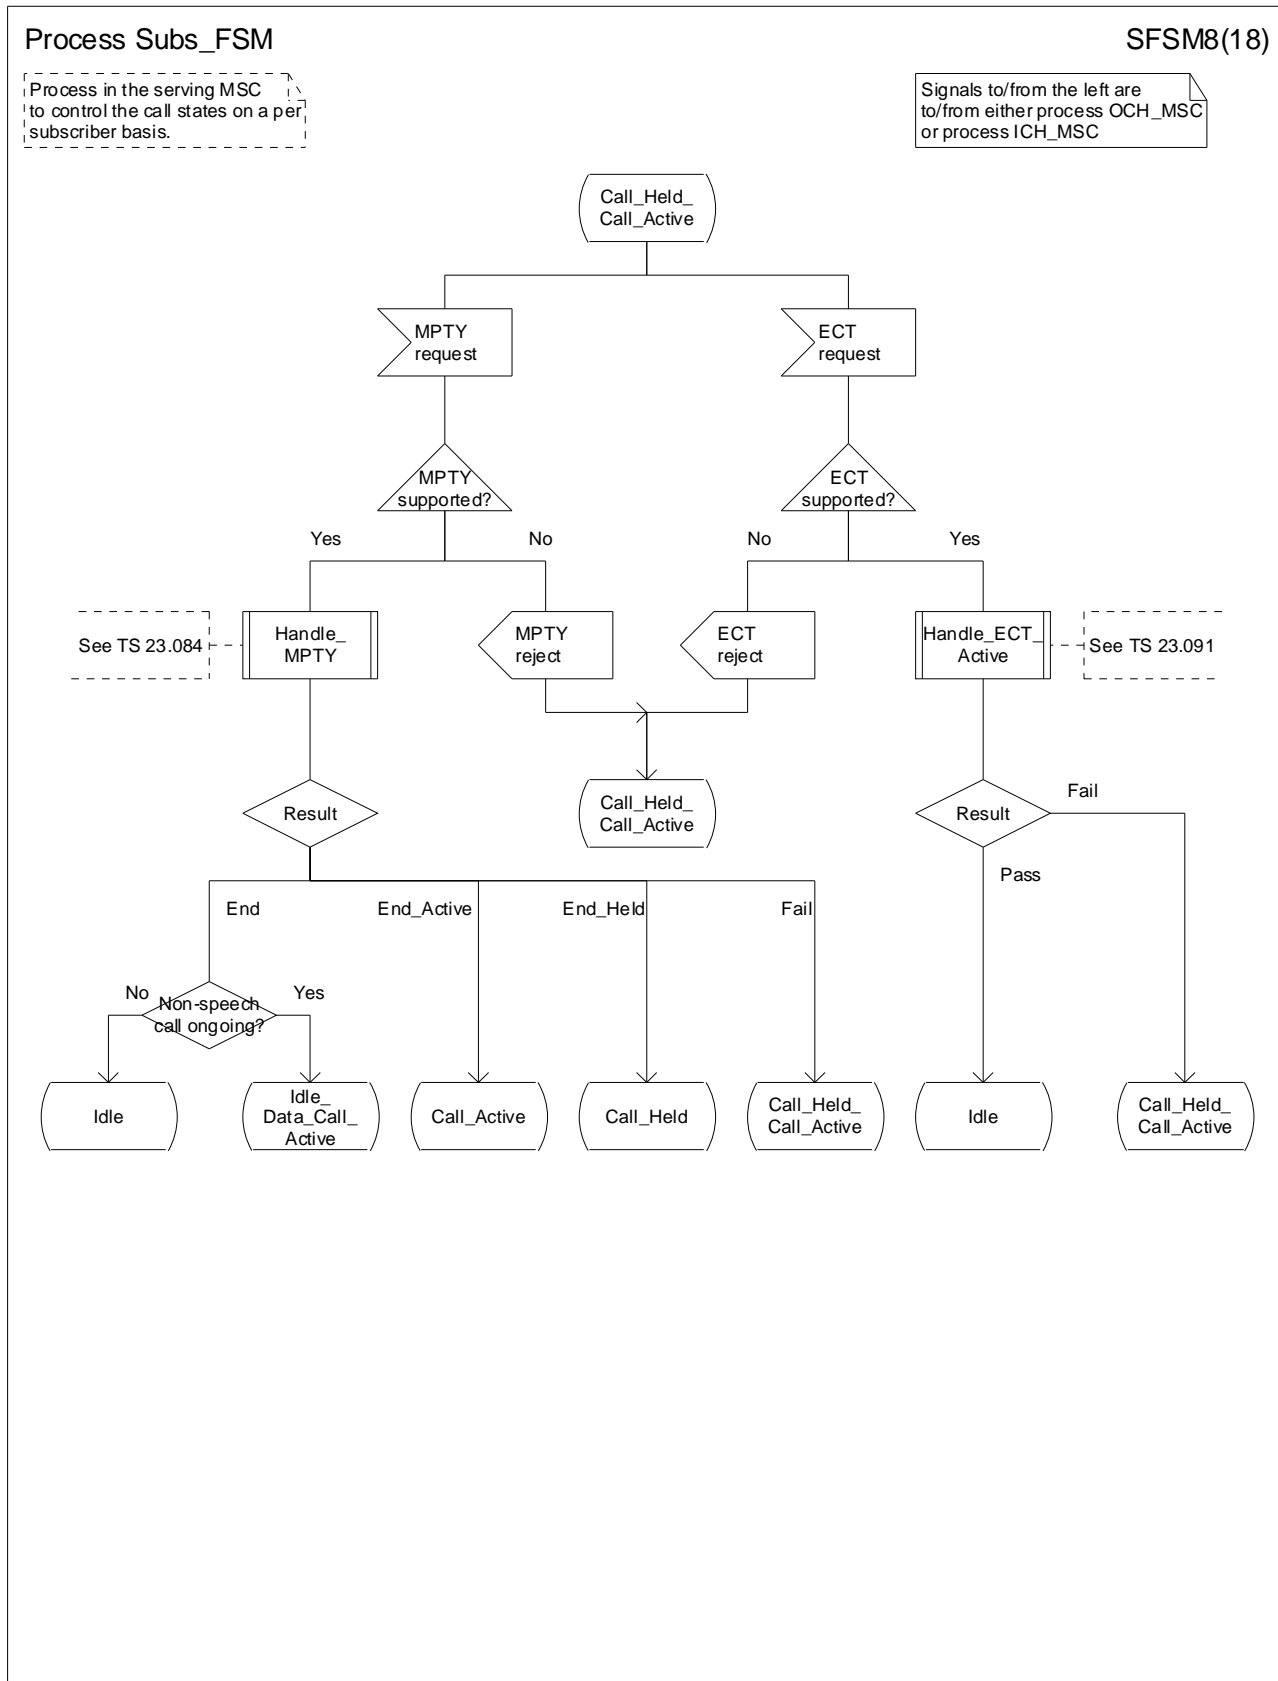 Process Subs_FSM
SFSM8(18)
Process in the serving MSC
to control the call states on a per
subscriber basis.
Signals to/from the left are
to/from either process OCH_MSC
or process ICH_MSC
Call_Held_
Call_Active
MPTY
request
ECT
request
MPTY
supported?
ECT
supported?
Yes
No
No
Yes
See TS 23.084
Handle_
MPTY
MPTY
reject
ECT
reject
Handle_ECT_
Active
See TS 23.091
Result
Call_Held_
Call_Active
Result
Fail
Pass
End
End_Active
End_Held
Fail
No
Non-speech
call ongoing?
Yes
Idle
Idle_
Data_Call_
Active
Call_Active
Call_Held
Call_Held_
Call_Active
Idle
Call_Held_
Call_Active